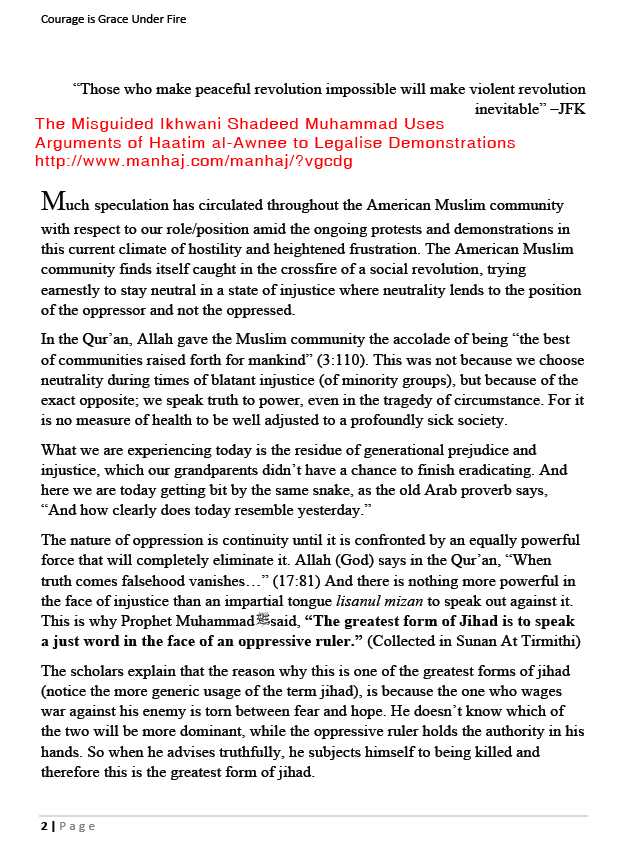 Courage is Grace Under Fire
“Those who make peaceful revolution impossible will make violent revolution
inevitable” –JFK
The Misguided Ikhwani Shadeed Muhammad Uses
Arguments of Haatim al-Awnee to Legalise Demonstrations
http://www.manhaj.com/manhaj/?vgcdg
Much speculation has circulated throughout the American Muslim community
with respect to our role/position amid the ongoing protests and demonstrations in
this current climate of hostility and heightened frustration. The American Muslim
community finds itself caught in the crossfire of a social revolution, trying
earnestly to stay neutral in a state of injustice where neutrality lends to the position
of the oppressor and not the oppressed.
In the Qur’an, Allah gave the Muslim community the accolade of being “the best
of communities raised forth for mankind” (3:110). This was not because we choose
neutrality during times of blatant injustice (of minority groups), but because of the
exact opposite; we speak truth to power, even in the tragedy of circumstance. For it
is no measure of health to be well adjusted to a profoundly sick society.
What we are experiencing today is the residue of generational prejudice and
injustice, which our grandparents didn’t have a chance to finish eradicating. And
here we are today getting bit by the same snake, as the old Arab proverb says,
“And how clearly does today resemble yesterday.”
The nature of oppression is continuity until it is confronted by an equally powerful
force that will completely eliminate it. Allah (God) says in the Qur’an, “When
truth comes falsehood vanishes…” (17:81) And there is nothing more powerful in
the face of injustice than an impartial tongue lisanul mizan to speak out against it.
This is why Prophet Muhammadﷺsaid, “The greatest form of Jihad is to speak
a just word in the face of an oppressive ruler.” (Collected in Sunan At Tirmithi)
The scholars explain that the reason why this is one of the greatest forms of jihad
(notice the more generic usage of the term jihad), is because the one who wages
war against his enemy is torn between fear and hope. He doesn’t know which of
the two will be more dominant, while the oppressive ruler holds the authority in his
hands. So when he advises truthfully, he subjects himself to being killed and
therefore this is the greatest form of jihad.
2 | Page